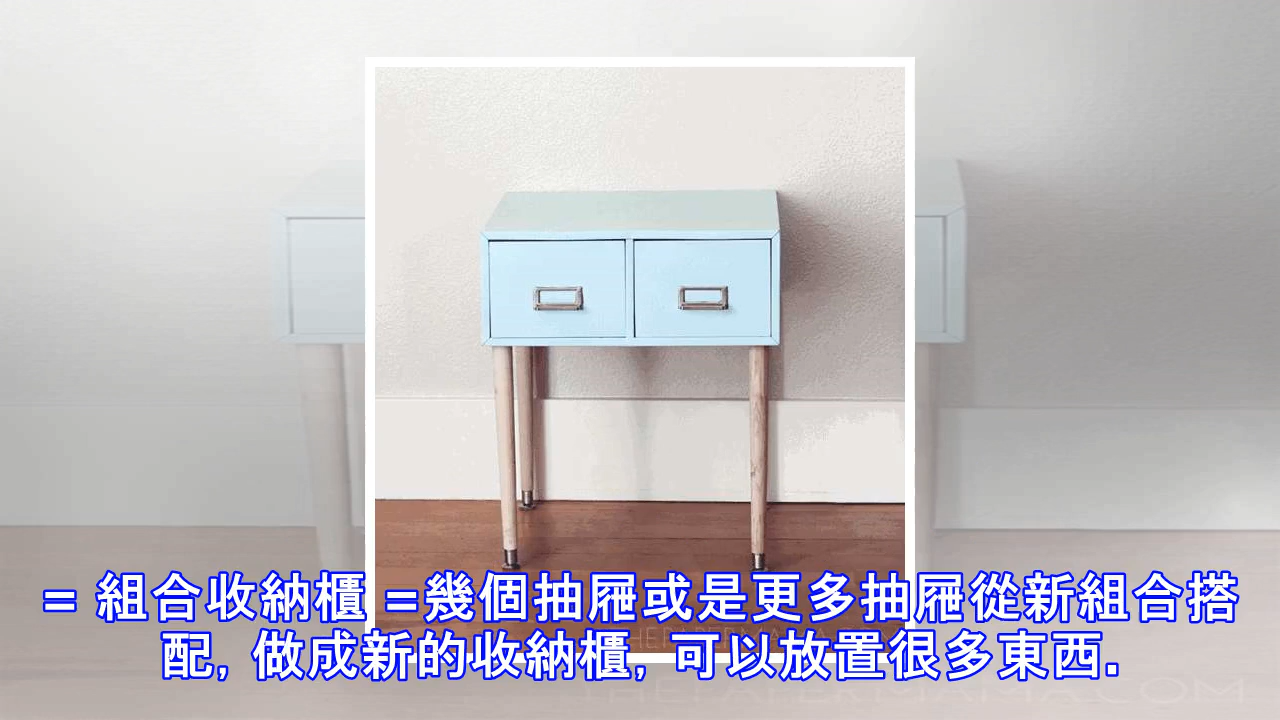 = 組合收納櫃 =幾個抽屜或是更多抽屜從新組合搭
配, 做成新的收納櫃, 可以放置很多東西.